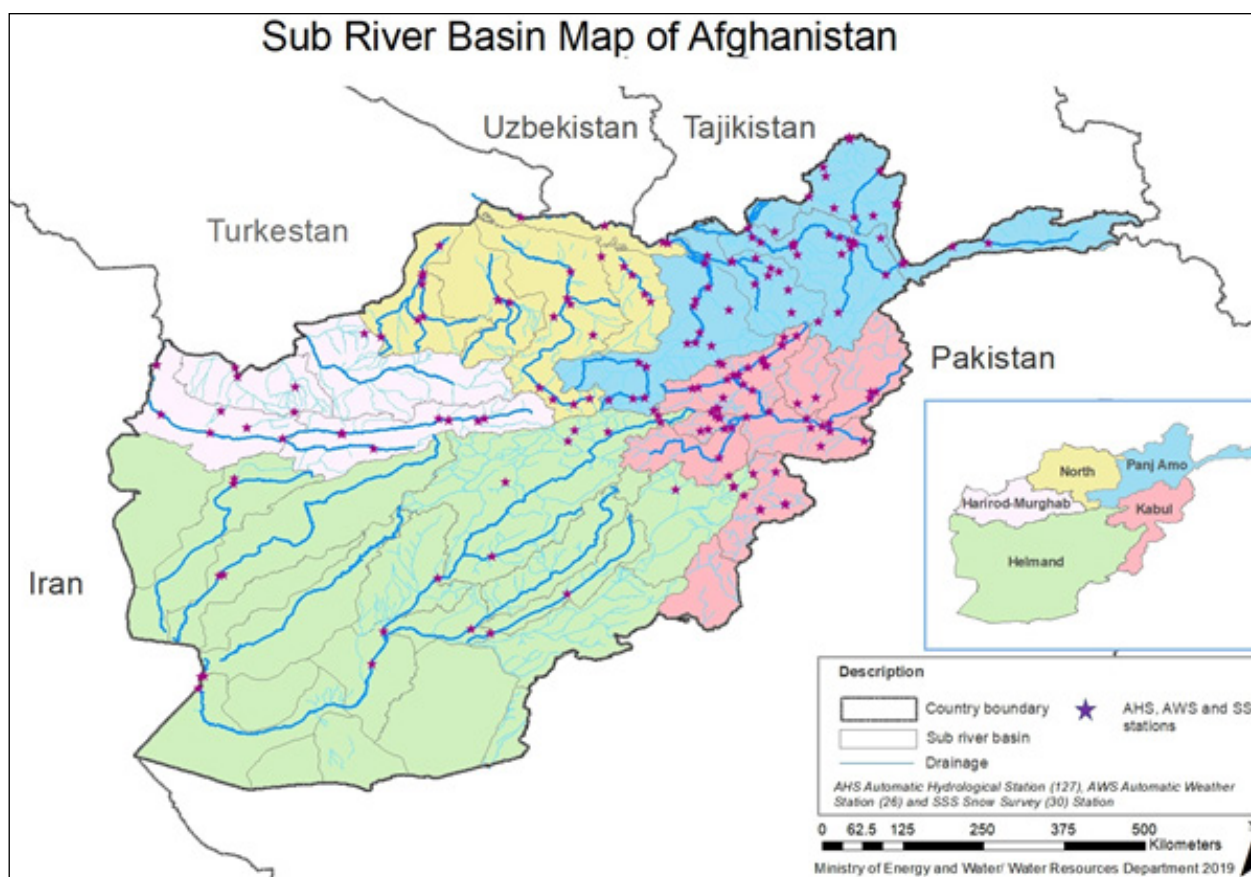 Sub River Basin Map of Afghanistan
Uzbekistan
Tajikistan
Turkestan
Pakistan
Iran
North
Panj Amo
Harirod-Murghab
Kabul
Helmand
Description
Country boundary
AHS, AWS and SS
stations
Sub river basin
Drainage
AHS Automatic Hydrological Station (127), AWS Automatic Weather
Station (26) and SSS Snow Survey (30) Station
0 62.5 125 250 375 500
Kilometers
Ministry of Energy and Water/ Water Resources Department 2019